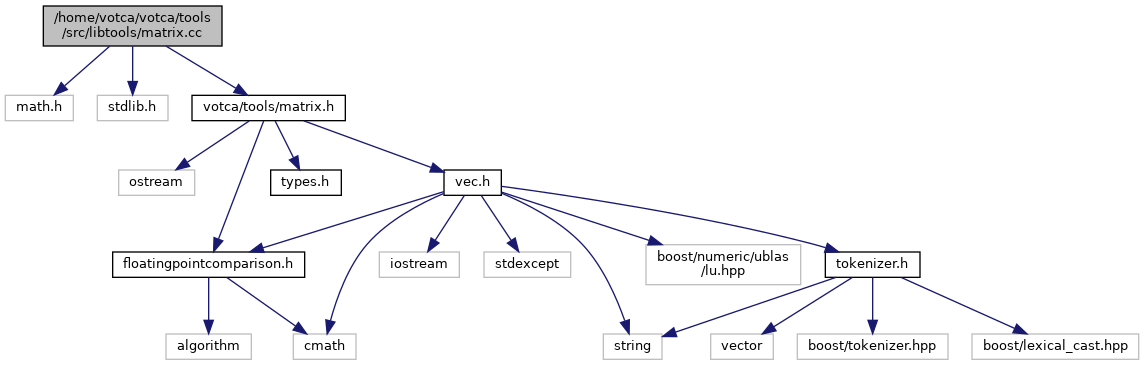 /home/votca/votca/tools
/src/libtools/matrix.cc
math.h
stdlib.h
votca/tools/matrix.h
ostream
types.h
vec.h
floatingpointcomparison.h
iostream
stdexcept
boost/numeric/ublas
/lu.hpp
tokenizer.h
algorithm
cmath
string
vector
boost/tokenizer.hpp
boost/lexical_cast.hpp